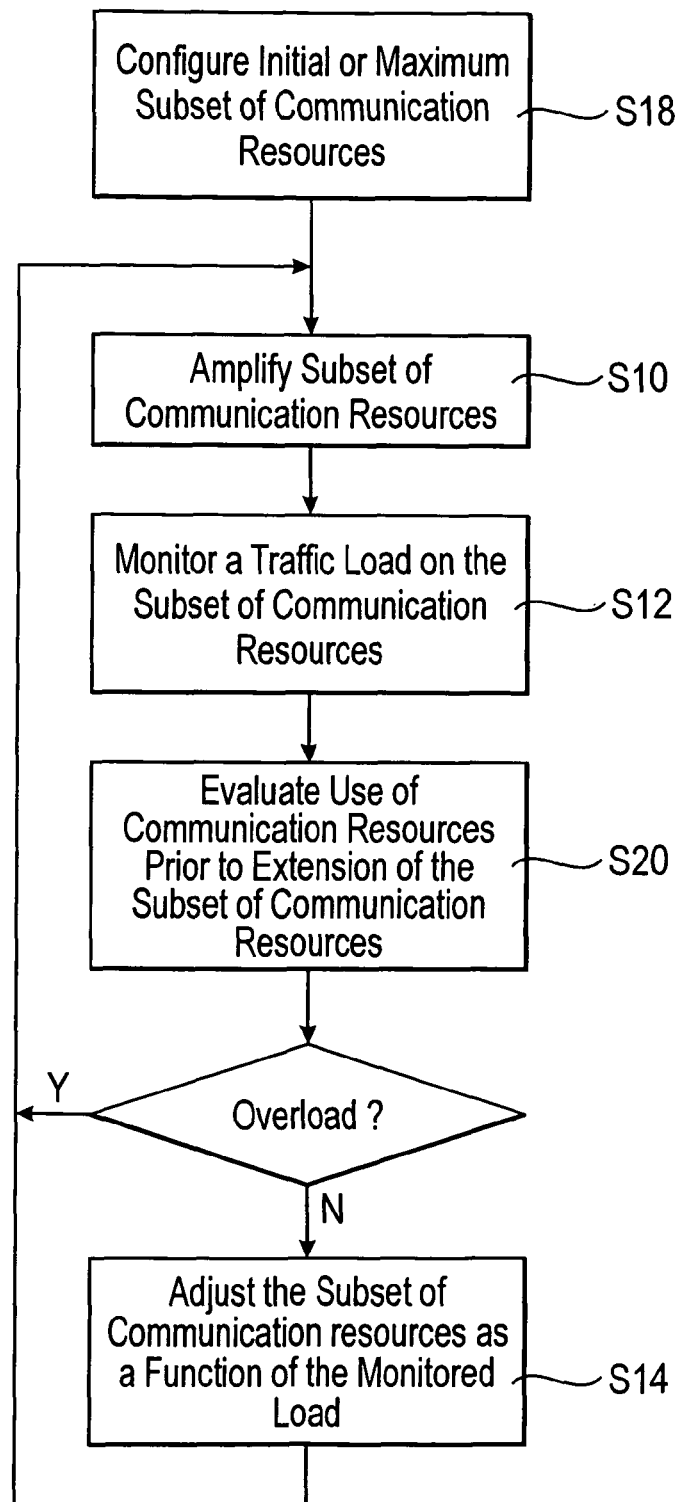 Configure Initial or Maximum
Subset of Communication
Resources
S18
Amplify Subset of
Communication Resources
S10
Monitor a Traffic Load on the
Subset of Communication
Resources
S12
Evaluate Use of
Communication Resources
Prior to Extension of the
Subset of Communication
Resources
S20
Y
Overload ?
N
Adjust the Subset of
Communication resources as
a Function of the Monitored
Load
S14